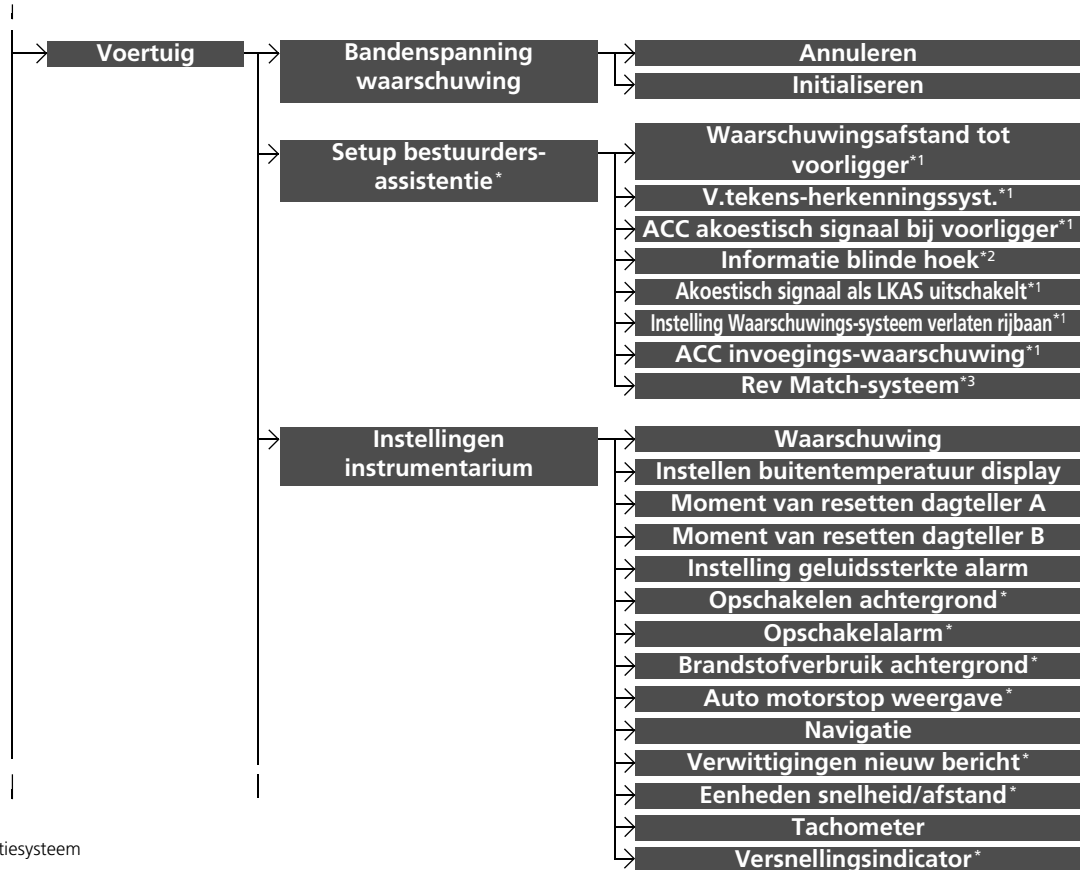 Voertuig
Bandenspanning
waarschuwing
Annuleren
Initialiseren
Setup bestuurders-
assistentie*
Waarschuwingsafstand tot
voorligger*1
V.tekens-herkenningssyst.*1
ACC akoestisch signaal bij voorligger*1
Informatie blinde hoek*2
Akoestisch signaal als LKAS uitschakelt*1
Instelling Waarschuwings-systeem verlaten rijbaan*1
ACC invoegings-waarschuwing*1
Rev Match-systeem*3
Instellingen
instrumentarium
Waarschuwing
Instellen buitentemperatuur display
Moment van resetten dagteller A
Moment van resetten dagteller B
Instelling geluidssterkte alarm
Opschakelen achtergrond*
Opschakelalarm*
Brandstofverbruik achtergrond*
Auto motorstop weergave*
Navigatie
Verwittigingen nieuw bericht*
Eenheden snelheid/afstand*
Tachometer
Versnellingsindicator*
tiesysteem